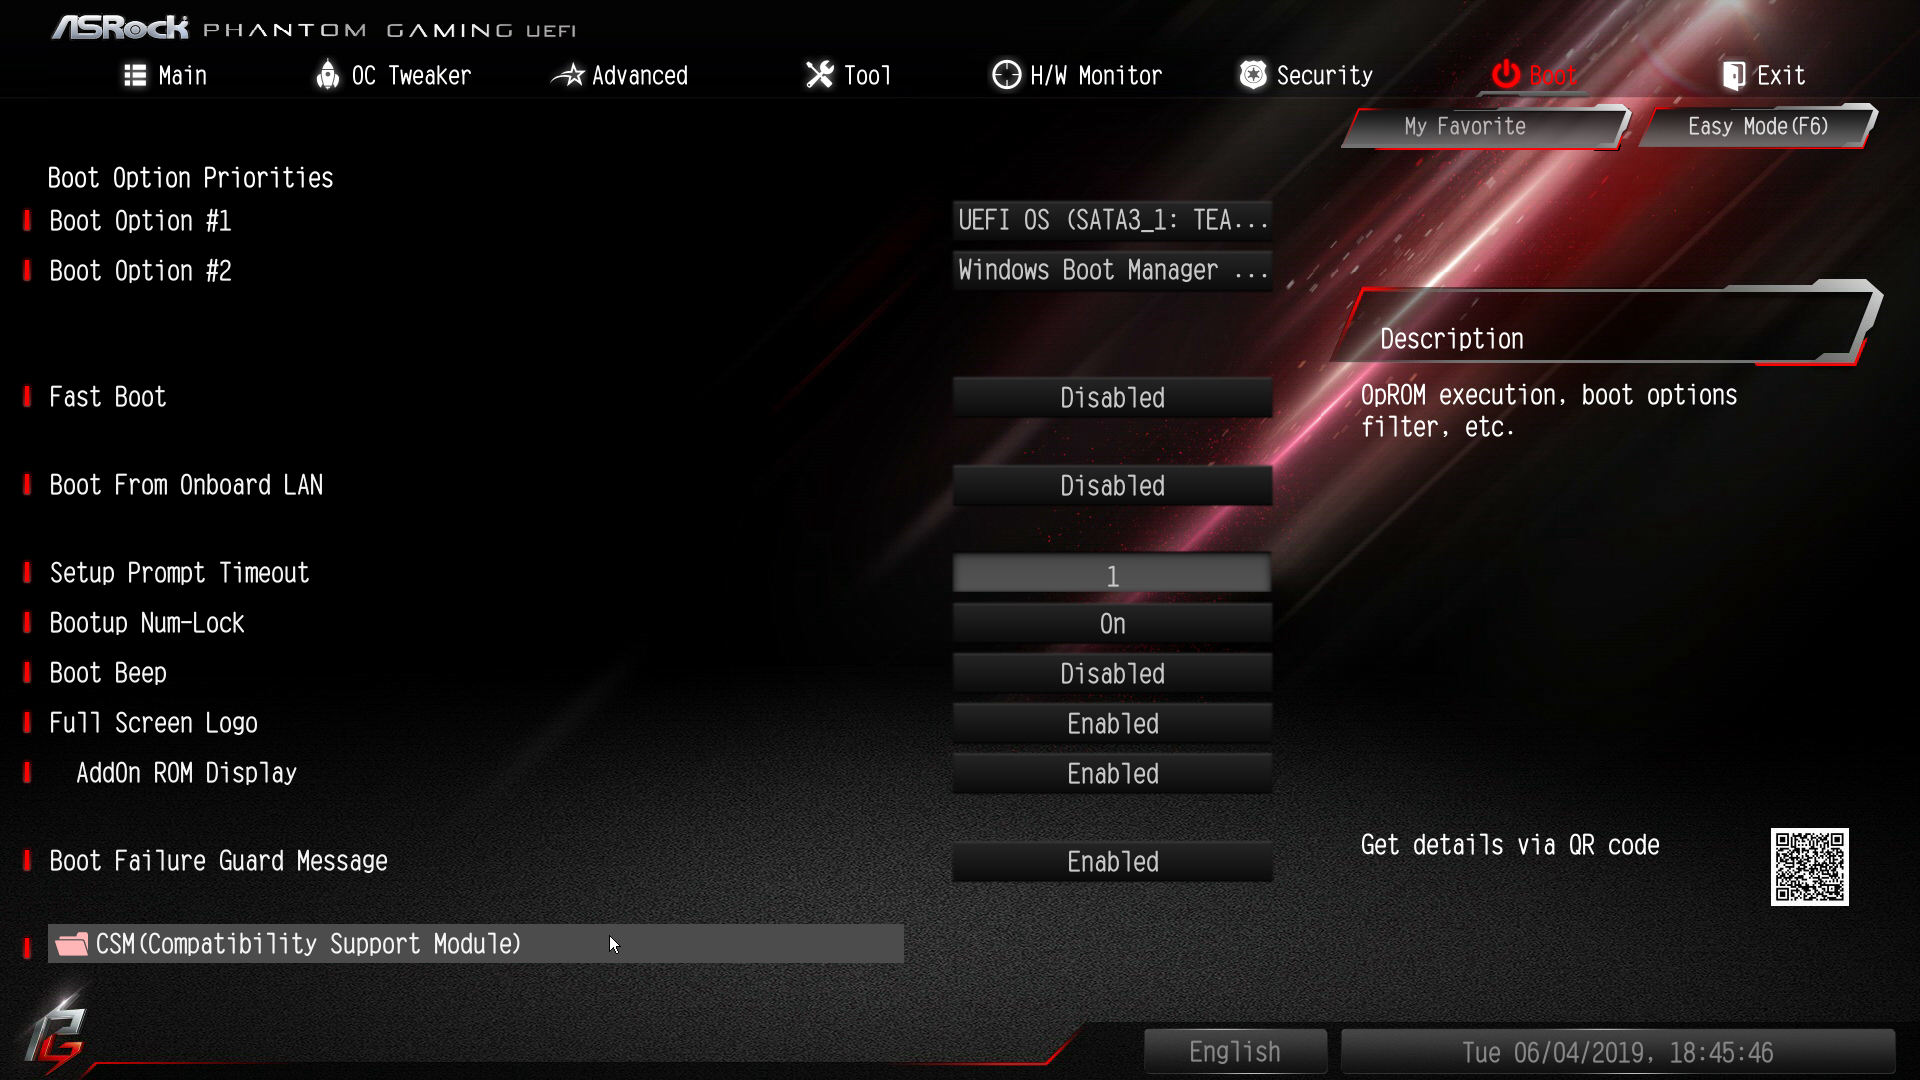 ASRock PHANTOM GAMING UEFI
Main OC Tweaker Advanced Tool H/W Monitor Security Boot Exit
My Favorite Easy Mode(F6)
Boot Option Priorities
Boot Option #1 UEFI OS (SATA3_1: TEA...
Boot Option #2 Windows Boot Manager ...
Description
Fast Boot Disabled
OpROM execution, boot options
filter, etc.
Boot From Onboard LAN Disabled
Setup Prompt Timeout 1
Bootup Num-Lock On
Boot Beep Disabled
Full Screen Logo Enabled
AddOn ROM Display Enabled
Boot Failure Guard Message Enabled
Get details via QR code
CSM(Compatibility Support Module)
English Tue 06/04/2019, 18:45:46